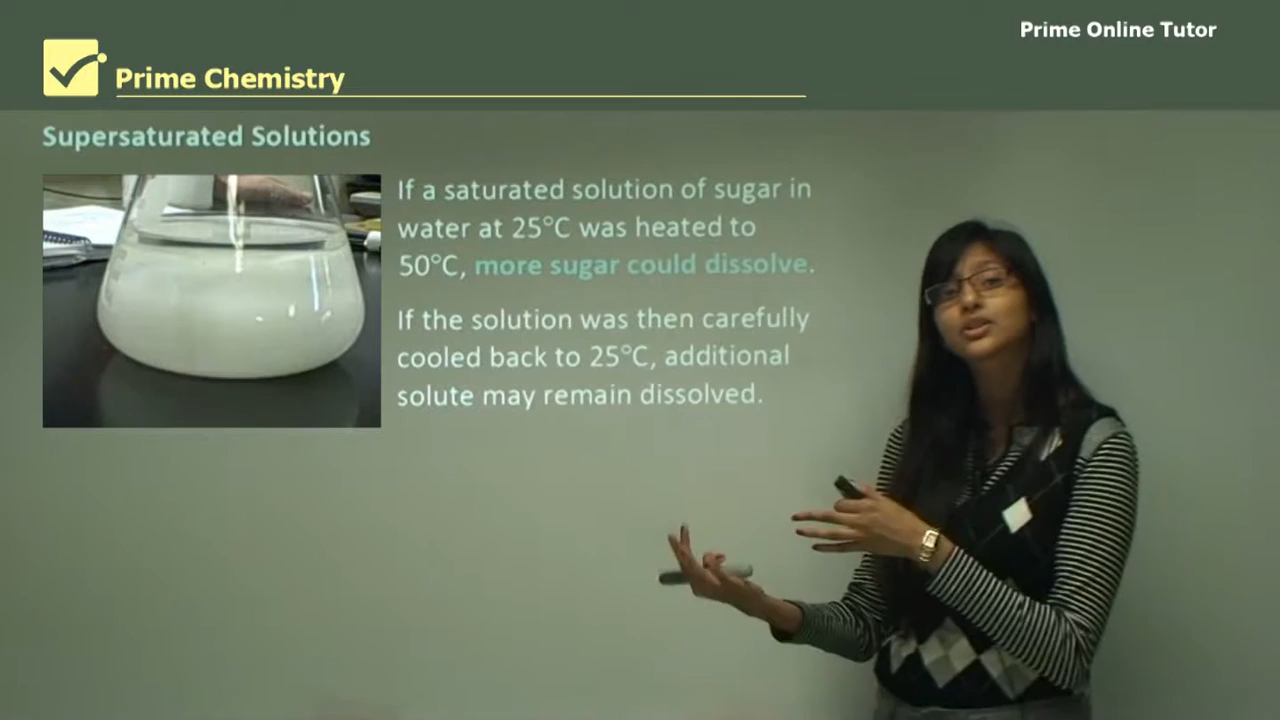 Prime Online Tutor
Prime Chemistry
Supersaturated Solutions
If a saturated solution of sugar in
water at 25°C was heated to
50°C, more sugar could dissolve.
If the solution was then carefully
cooled back to 25°C, additional
solute may remain dissolved.